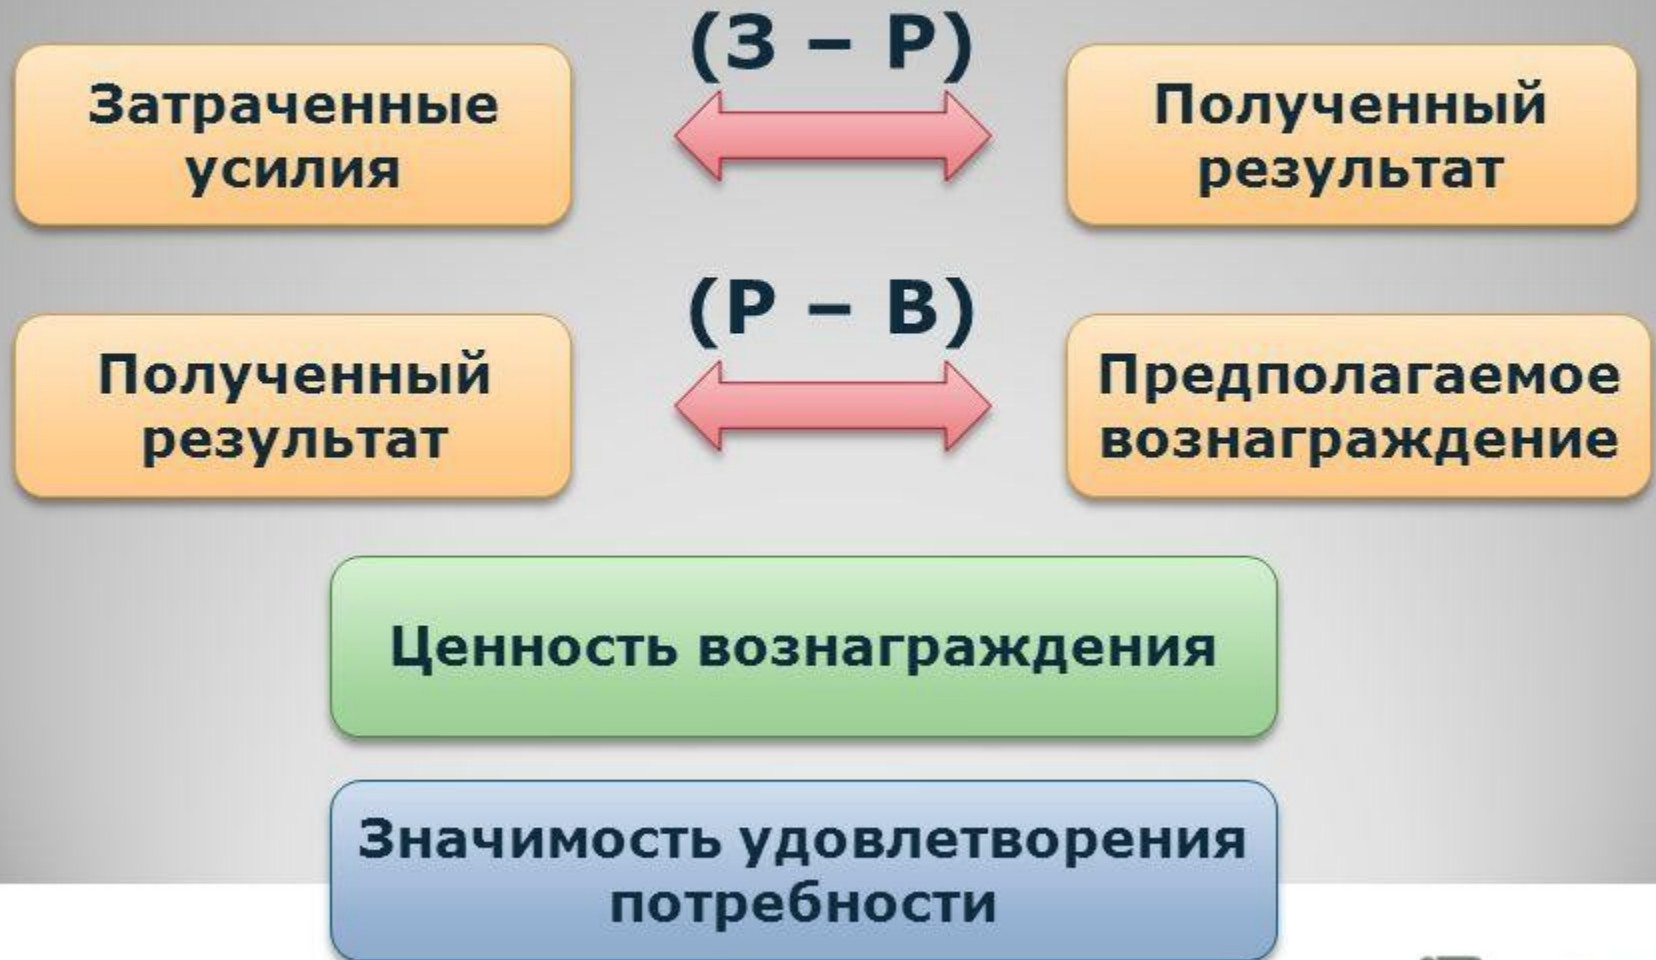 (З – Р)
Затраченные
усилия
Полученный
результат
(Р – В)
Полученный
результат
Предполагаемое
вознаграждение
Ценность вознаграждения
Значимость удовлетворения
потребности